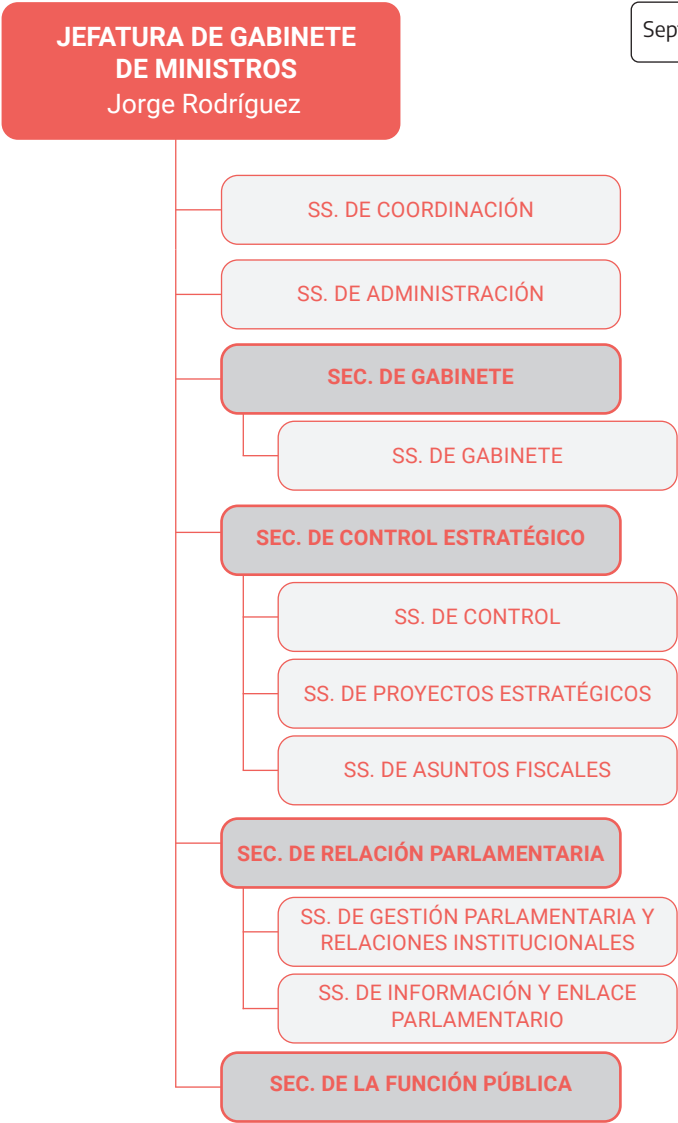 JEFATURA DE GABINETE
DE MINISTROS
Jorge Rodríguez
SS. DE COORDINACIÓN
SS. DE ADMINISTRACIÓN
SEC. DE GABINETE
SS. DE GABINETE
SEC. DE CONTROL ESTRATÉGICO
SS. DE CONTROL
SS. DE PROYECTOS ESTRATÉGICOS
SS. DE ASUNTOS FISCALES
SEC. DE RELACIÓN PARLAMENTARIA
SS. DE GESTIÓN PARLAMENTARIA Y
RELACIONES INSTITUCIONALES
SS. DE INFORMACIÓN Y ENLACE
PARLAMENTARIO
SEC. DE LA FUNCIÓN PÚBLICA